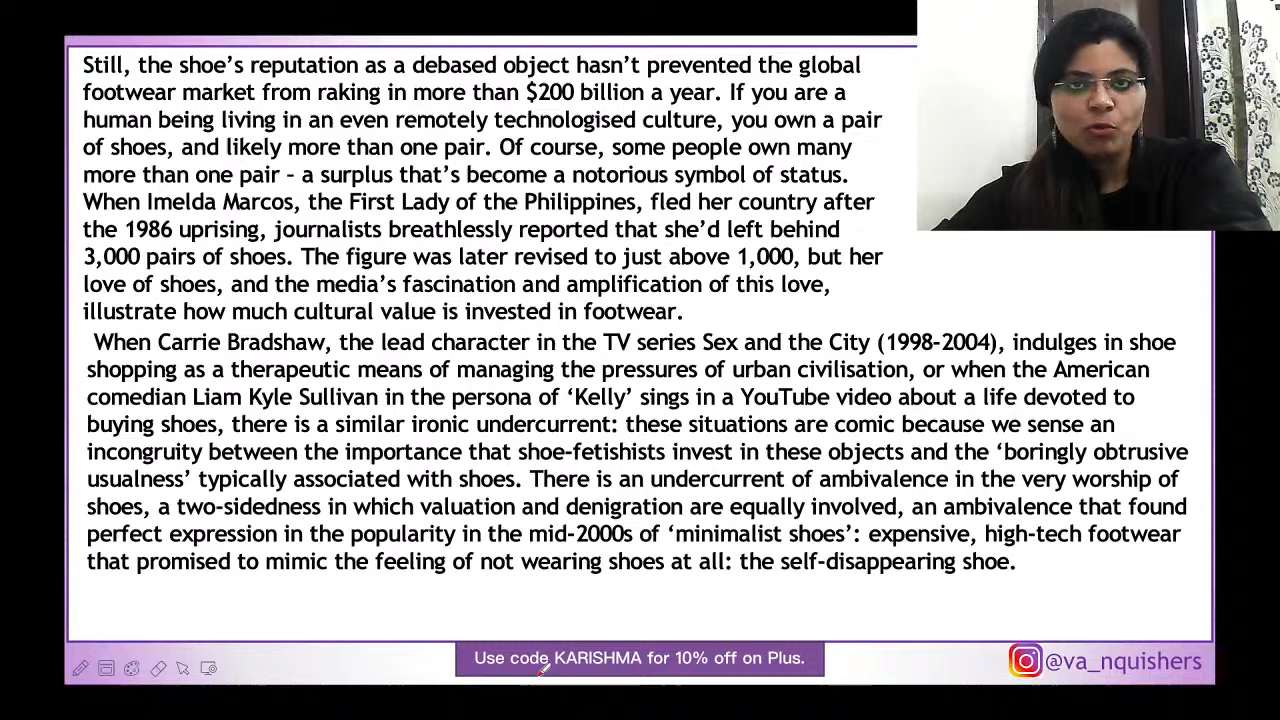 Still, the shoe's reputation as a debased object hasn't prevented the global
footwear market from raking in more than $200 billion a year. If you are a
human being living in an even remotely technologised culture, you own a pair
of shoes, and likely more than one pair. Of course, some people own many
more than one pair – a surplus that's become a notorious symbol of status.
When Imelda Marcos, the First Lady of the Philippines, fled her country after
the 1986 uprising, journalists breathlessly reported that she'd left behind
3,000 pairs of shoes. The figure was later revised to just above 1,000, but her
love of shoes, and the media's fascination and amplification of this love,
illustrate how much cultural value is invested in footwear.
When Carrie Bradshaw, the lead character in the TV series Sex and the City (1998-2004), indulges in shoe
shopping as a therapeutic means of managing the pressures of urban civilisation, or when the American
comedian Liam Kyle Sullivan in the persona of 'Kelly' sings in a YouTube video about a life devoted to
buying shoes, there is a similar ironic undercurrent: these situations are comic because we sense an
incongruity between the importance that shoe-fetishists invest in these objects and the 'boringly obtrusive
usualness' typically associated with shoes. There is an undercurrent of ambivalence in the very worship of
shoes, a two-sidedness in which valuation and denigration are equally involved, an ambivalence that found
perfect expression in the popularity in the mid-2000s of 'minimalist shoes': expensive, high-tech footwear
that promised to mimic the feeling of not wearing shoes at all: the self-disappearing shoe.
Use code KARISHMA for 10% off on Plus.
@va_nquishers